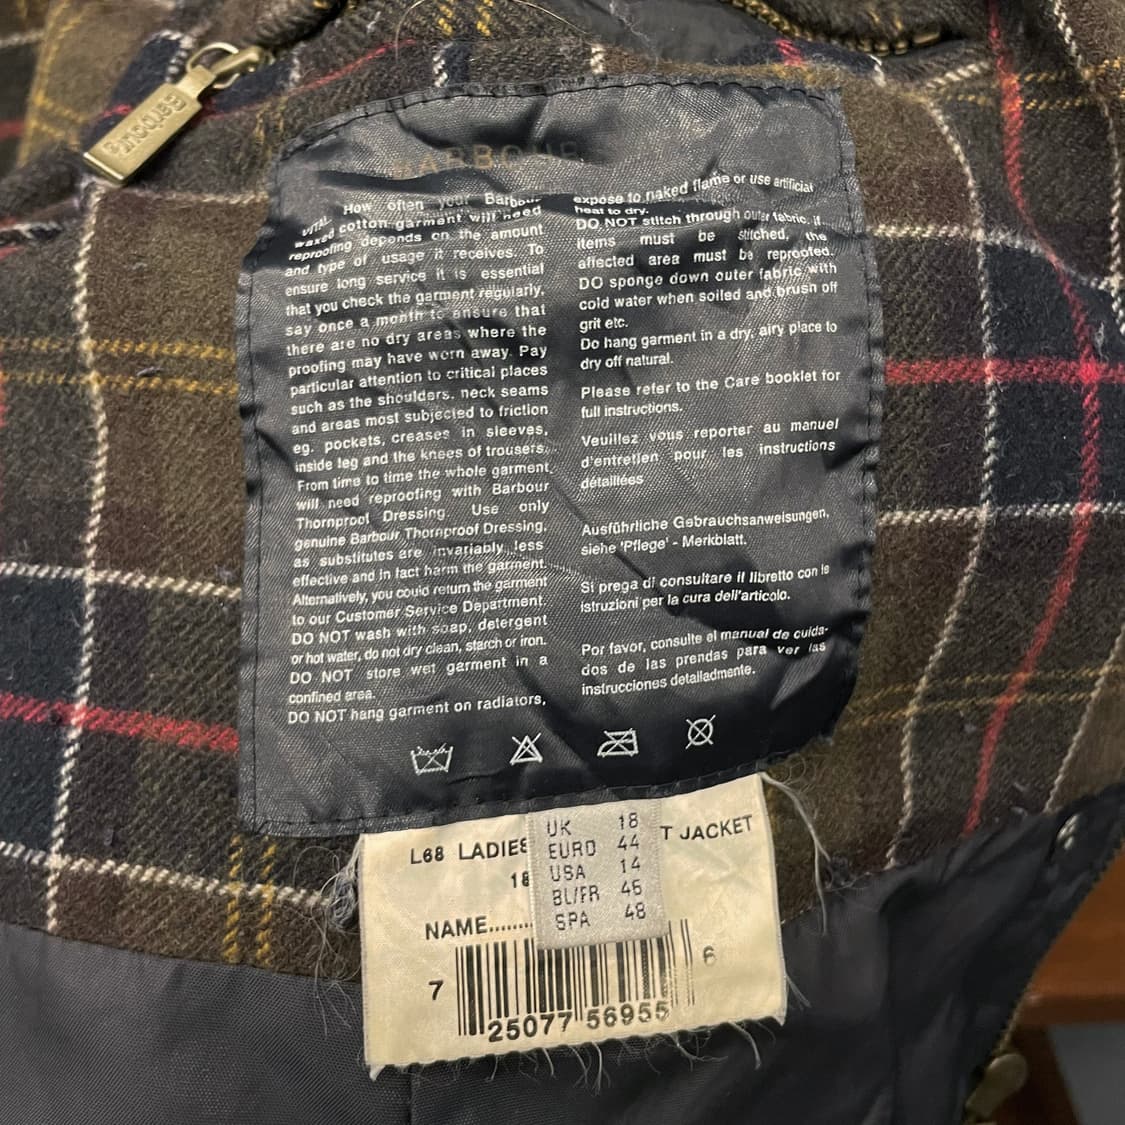 Barbour
BARBOUR
VITAL. How often your Barbour
waxed cotton garment will need
reproofing depends on the amount
and type of usage it receives. To
ensure long service it is essential
that you check the garment regularly,
say once a month to ensure that
there are no dry areas where the
proofing may have worn away. Pay
particular attention to critical places
such as the shoulders, neck seams
and areas most subjected to friction
eg. pockets, creases in sleeves,
inside leg and the knees of trousers.
From time to time the whole garment
will need reproofing with Barbour
Thornproof Dressing. Use only
genuine Barbour Thornproof Dressing,
as substitutes are invariably less
effective and in fact harm the garment.
Alternatively, you could return the garment
to our Customer Service Department.
DO NOT wash with soap, detergent
or hot water, do not dry clean, starch or iron.
DO NOT store wet garment in a
confined area.
DO NOT hang garment on radiators,
expose to naked flame or use artificial
heat to dry.
DO NOT stitch through outer fabric, if
items must be stitched, the
affected area must be reproofed.
DO sponge down outer fabric with
cold water when soiled and brush off
grit etc.
Do hang garment in a dry, airy place to
dry off natural.
Please refer to the Care booklet for
full instructions.
Veuillez vous reporter au manuel
d'entretien pour les instructions
détaillées
Ausführliche Gebrauchsanweisungen,
siehe 'Pflege' - Merkblatt.
Si prega di consultare il libretto con le
istruzioni per la cura dell'articolo.
Por favor, consulte el manual de cuida-
dos de las prendas para ver las
instrucciones detalladmente.
L68 LADIES T JACKET
18
NAME........
UK 18
EURO 44
USA 14
BL/FR 46
SPA 48
7 25077 56955 6